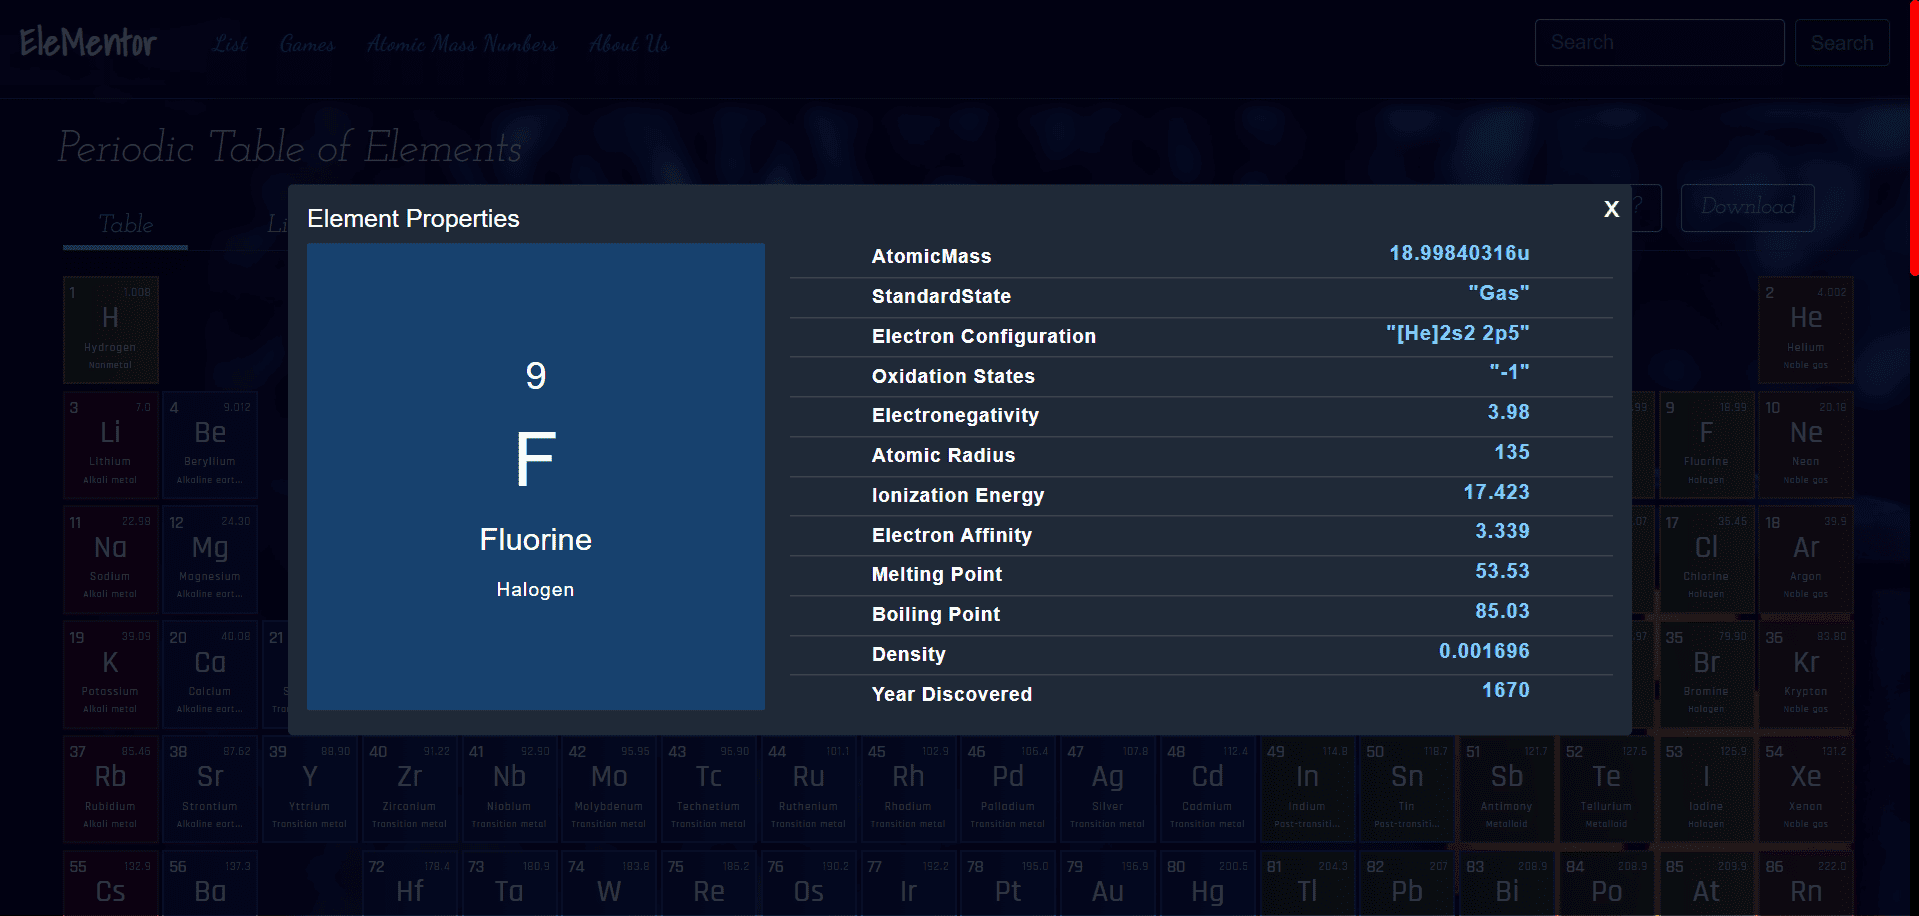 EleMentor List Games Atomic Mass Numbers About Us Search Search
Periodic Table of Elements
Table Li ? Download
Element Properties X
9
F
Fluorine
Halogen
AtomicMass 18.99840316u
StandardState "Gas"
Electron Configuration "[He]2s2 2p5"
Oxidation States "-1"
Electronegativity 3.98
Atomic Radius 135
Ionization Energy 17.423
Electron Affinity 3.339
Melting Point 53.53
Boiling Point 85.03
Density 0.001696
Year Discovered 1670
1 1.008 2 4.002
H He
Hydrogen Helium
Nonmetal Noble gas
3 7.0 4 9.012 .99 9 18.99 10 20.18
Li Be F Ne
Lithium Beryllium Fluorine Neon
Alkali metal Alkaline eart... Halogen Noble gas
11 22.99 12 24.30 .07 17 35.45 18 39.9
Na Mg Cl Ar
Sodium Magnesium Chlorine Argon
Alkali metal Alkaline eart... Halogen Noble gas
19 39.09 20 40.08 21 .97 35 79.90 36 83.80
K Ca Br Kr
Potassium Calcium S Bromine Krypton
Alkali metal Alkaline eart... Tra Halogen Noble gas
37 85.46 38 87.62 39 88.90 40 91.22 41 92.90 42 95.95 43 96.90 44 101.1 45 102.9 46 106.4 47 107.8 48 112.4 49 114.8 50 118.7 51 121.7 52 127.6 53 126.9 54 131.2
Rb Sr Y Zr Nb Mo Tc Ru Rh Pd Ag Cd In Sn Sb Te I Xe
Rubidium Strontium Yttrium Zirconium Niobium Molybdenum Technetium Ruthenium Rhodium Palladium Silver Cadmium Indium Tin Antimony Tellurium Iodine Xenon
Alkali metal Alkaline eart... Transition metal Transition metal Transition metal Transition metal Transition metal Transition metal Transition metal Transition metal Transition metal Transition metal Post-transiti... Post-transiti... Metalloid Metalloid Halogen Noble gas
55 132.9 56 137.3 72 178.4 73 180.9 74 183.8 75 186.2 76 190.2 77 192.2 78 195.0 79 196.9 80 200.5 81 204.3 82 207 83 208.9 84 208.9 85 209.9 86 222.0
Cs Ba Hf Ta W Re Os Ir Pt Au Hg Tl Pb Bi Po At Rn